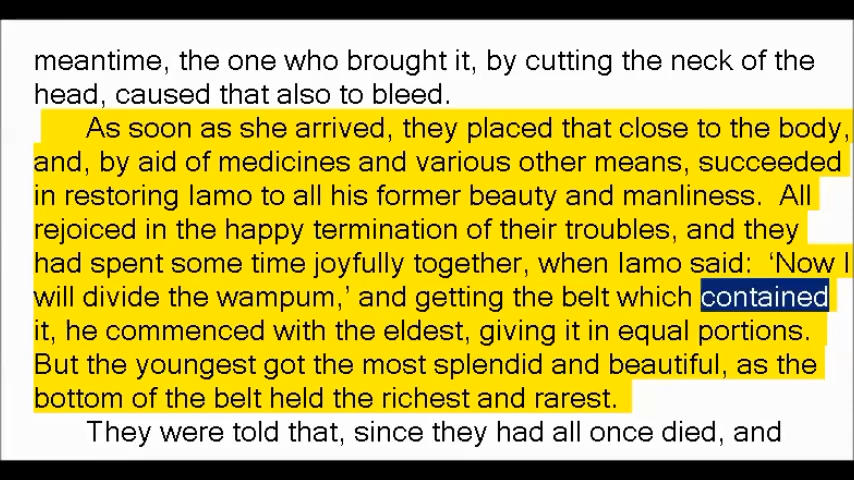 meantime, the one who brought it, by cutting the neck of the
head, caused that also to bleed.
As soon as she arrived, they placed that close to the body,
and, by aid of medicines and various other means, succeeded
in restoring Iamo to all his former beauty and manliness.  All
rejoiced in the happy termination of their troubles, and they
had spent some time joyfully together, when Iamo said:  ‘Now I
will divide the wampum,’ and getting the belt which contained
it, he commenced with the eldest, giving it in equal portions.
But the youngest got the most splendid and beautiful, as the
bottom of the belt held the richest and rarest.
They were told that, since they had all once died, and